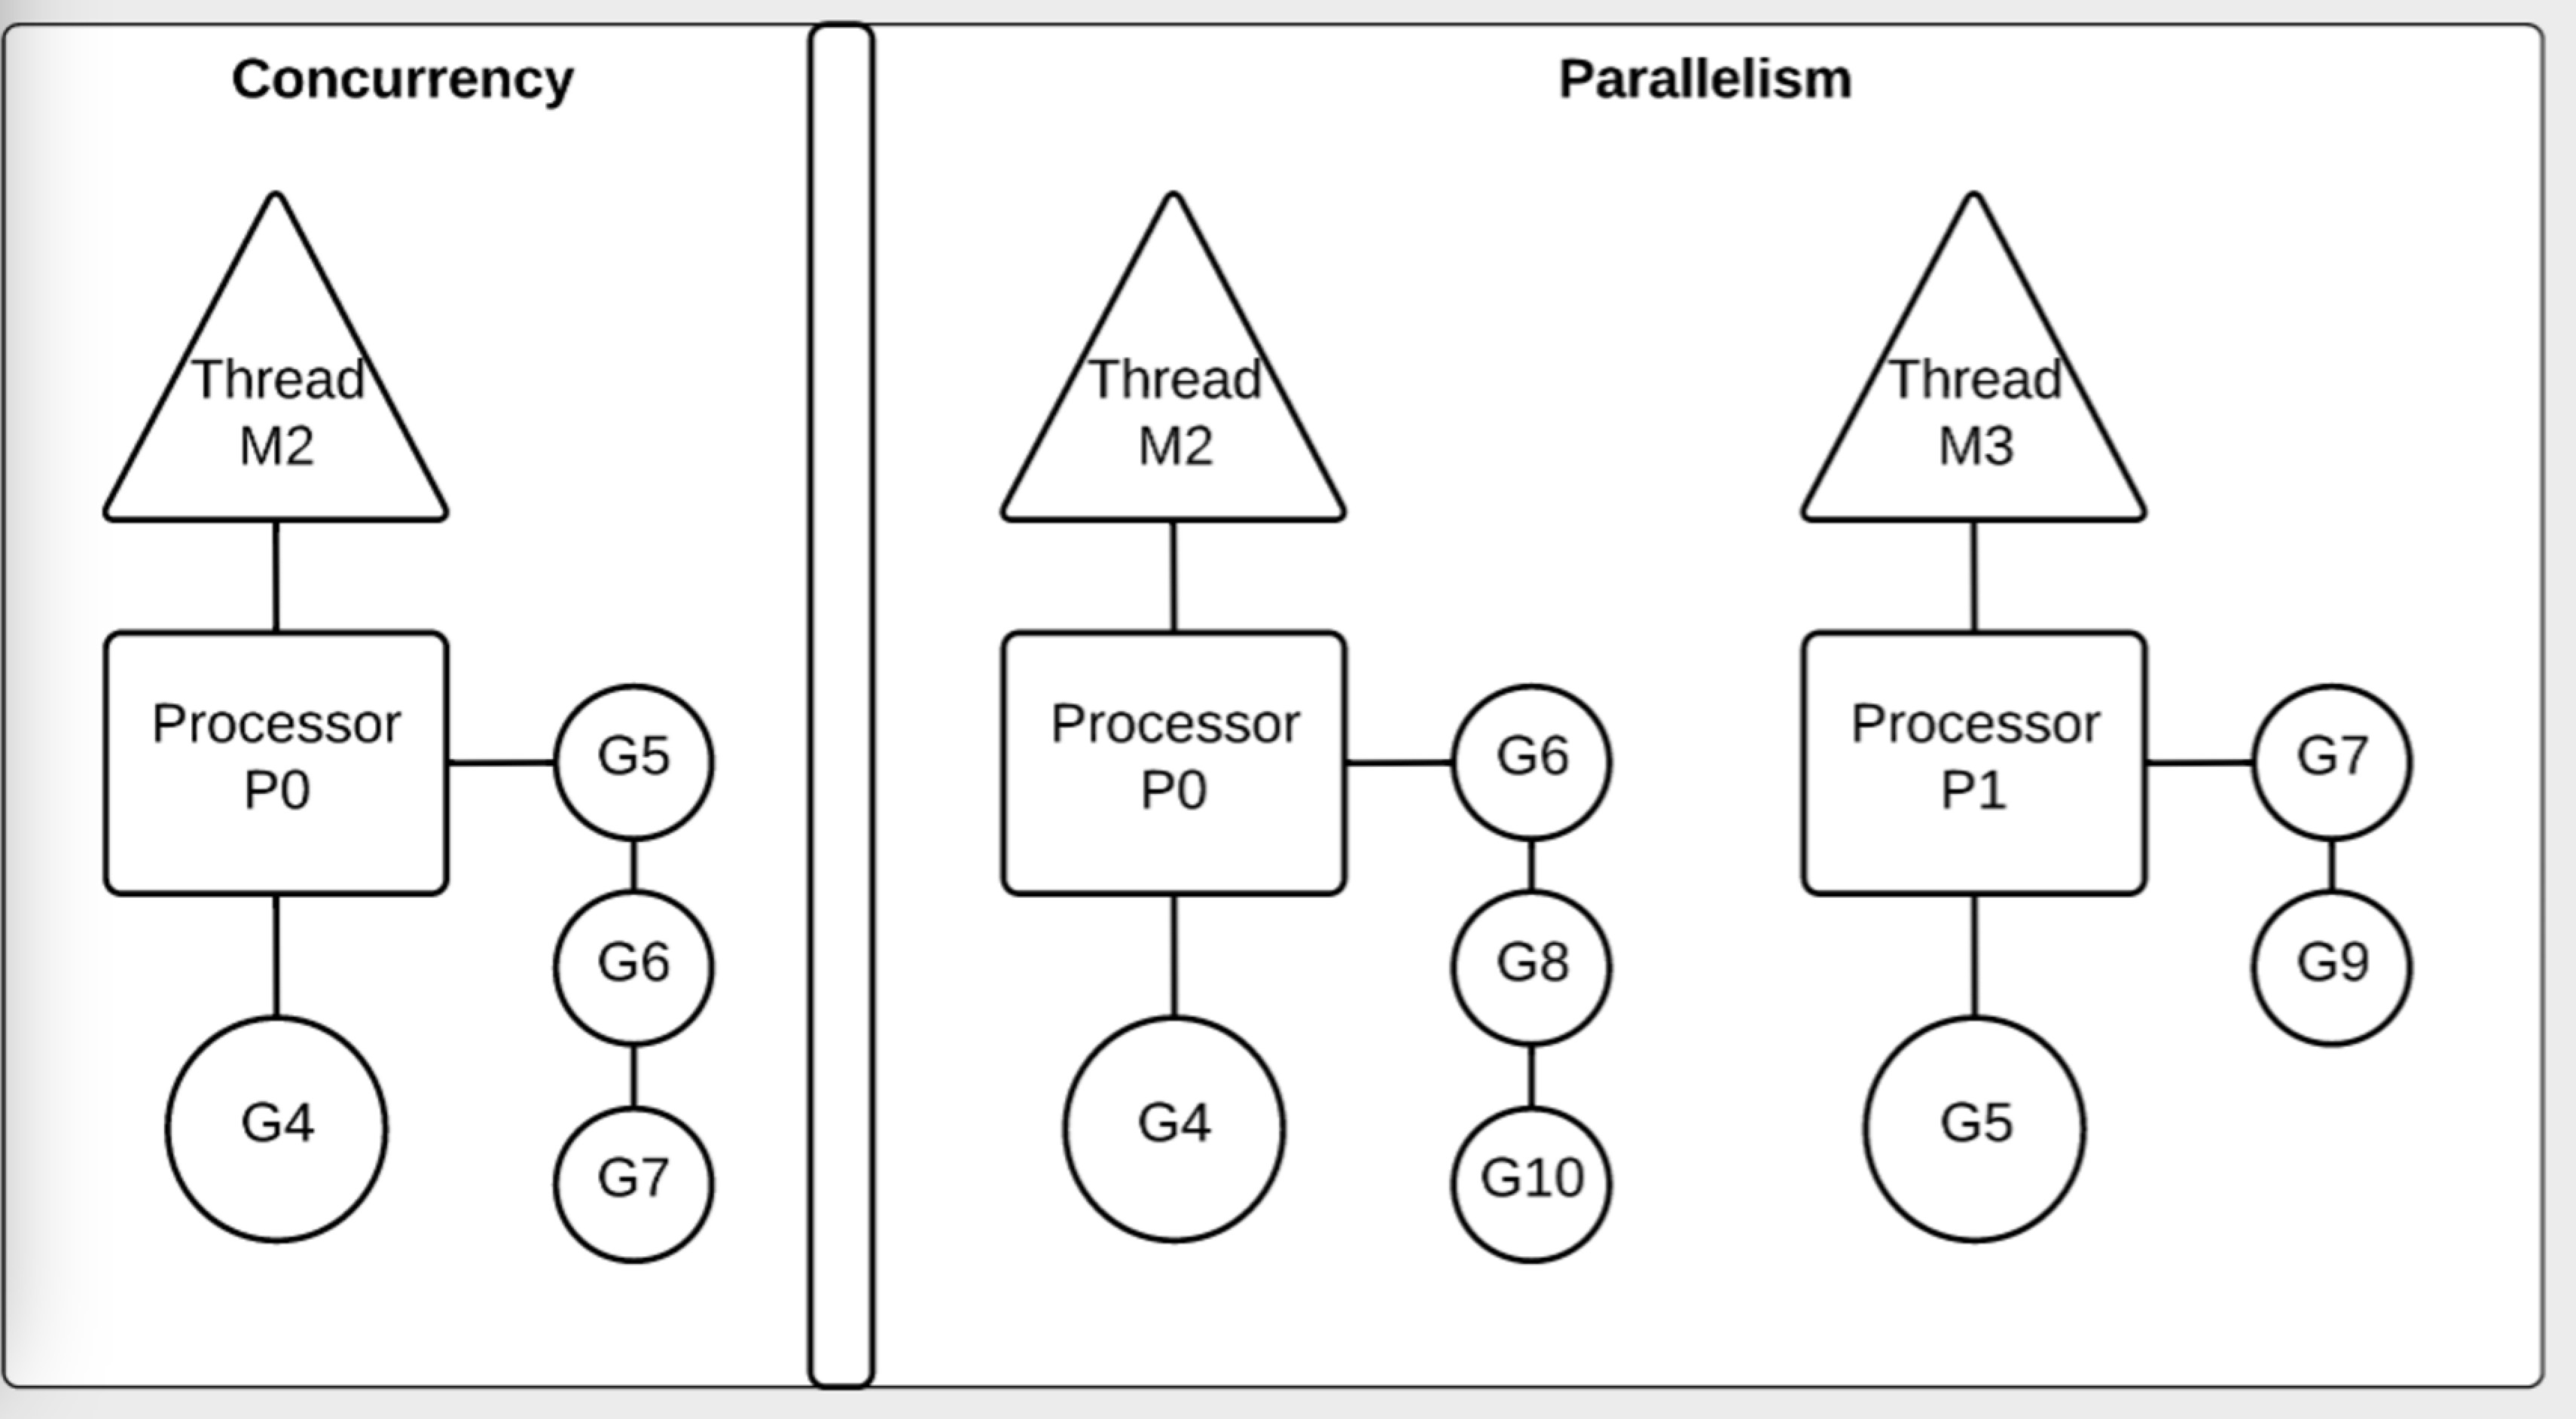 Concurrency
Thread
M2
Processor
P0
G5
G6
G7
G4
Parallelism
Thread
M2
Processor
P0
G6
G8
G10
G4
Thread
M3
Processor
P1
G7
G9
G5